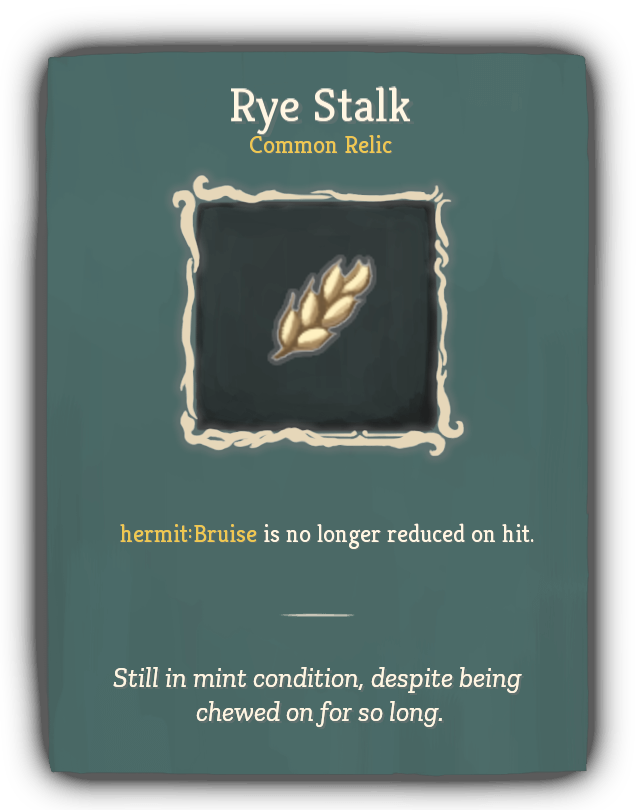 Rye Stalk
Common Relic
hermit:Bruise is no longer reduced on hit.
Still in mint condition, despite being
chewed on for so long.